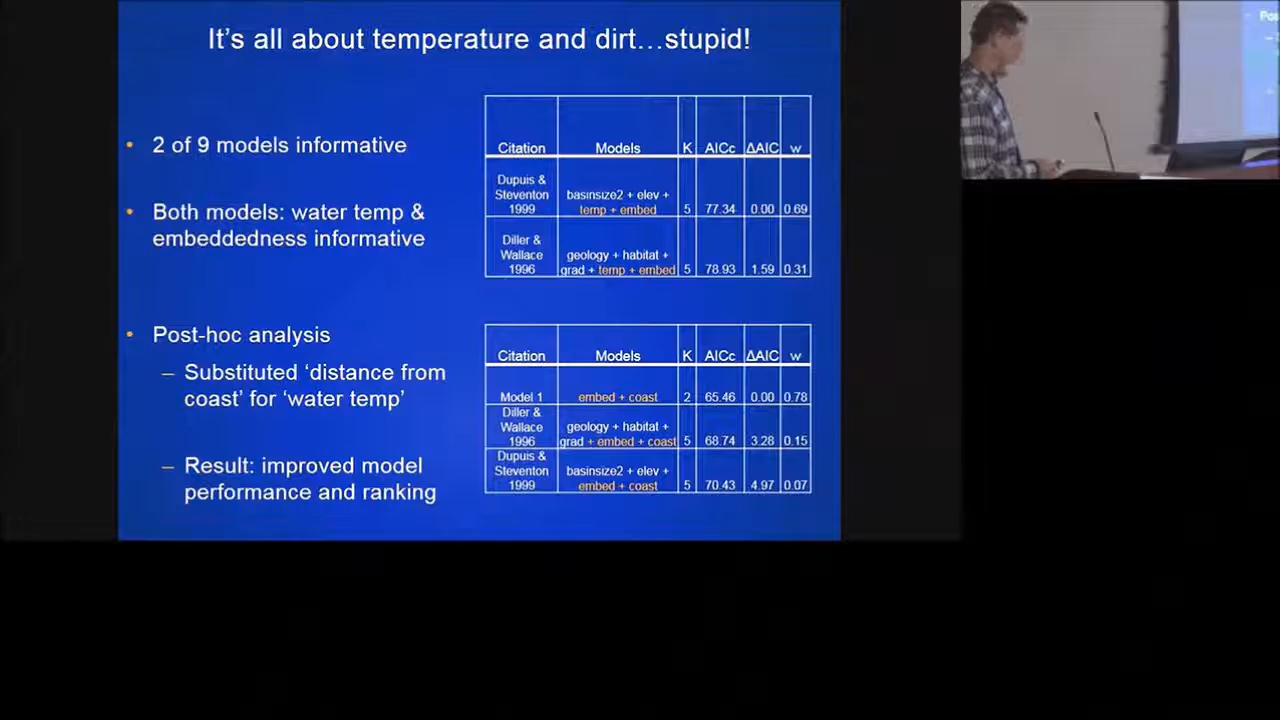 It's all about temperature and dirt…stupid!
• 2 of 9 models informative
• Both models: water temp &
embeddedness informative
Citation Models K AICc ΔAIC w
Dupuis &
Steventon
1999
basinsize2 + elev +
temp + embed
5 77.34 0.00 0.69
Diller &
Wallace
1996
geology + habitat +
grad + temp + embed
5 78.93 1.59 0.31
• Post-hoc analysis
– Substituted 'distance from
coast' for 'water temp'
– Result: improved model
performance and ranking
Citation Models K AICc ΔAIC w
Model 1 embed + coast 2 65.46 0.00 0.78
Diller &
Wallace
1996
geology + habitat +
grad + embed + coast
5 68.74 3.28 0.15
Dupuis &
Steventon
1999
basinsize2 + elev +
embed + coast
5 70.43 4.97 0.07